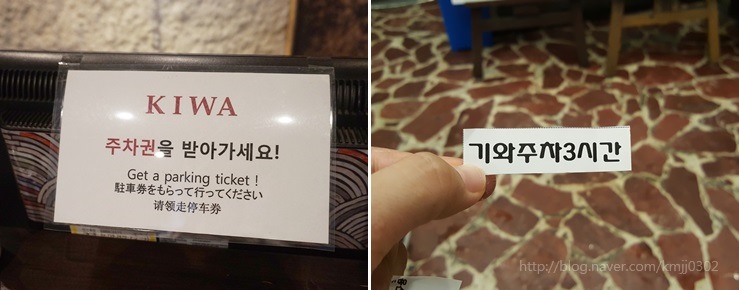 KIWA
주차권을 받아가세요!
Get a parking ticket !
駐車券をもらって行ってください
请领走停车券
기와주차3시간
http://blog.naver.com/kmjj0302